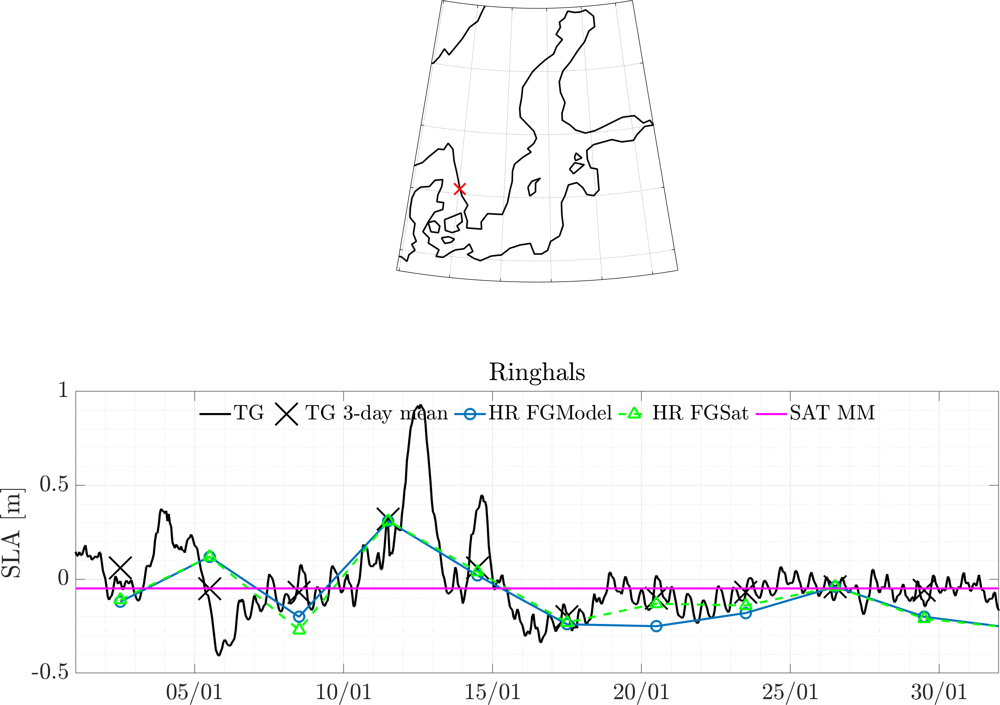 Ringhals
1
TG TG 3-day mean HR FGModel HR FGSat SAT MM
0.5
SLA [m]
0
-0.5
05/01 10/01 15/01 20/01 25/01 30/01